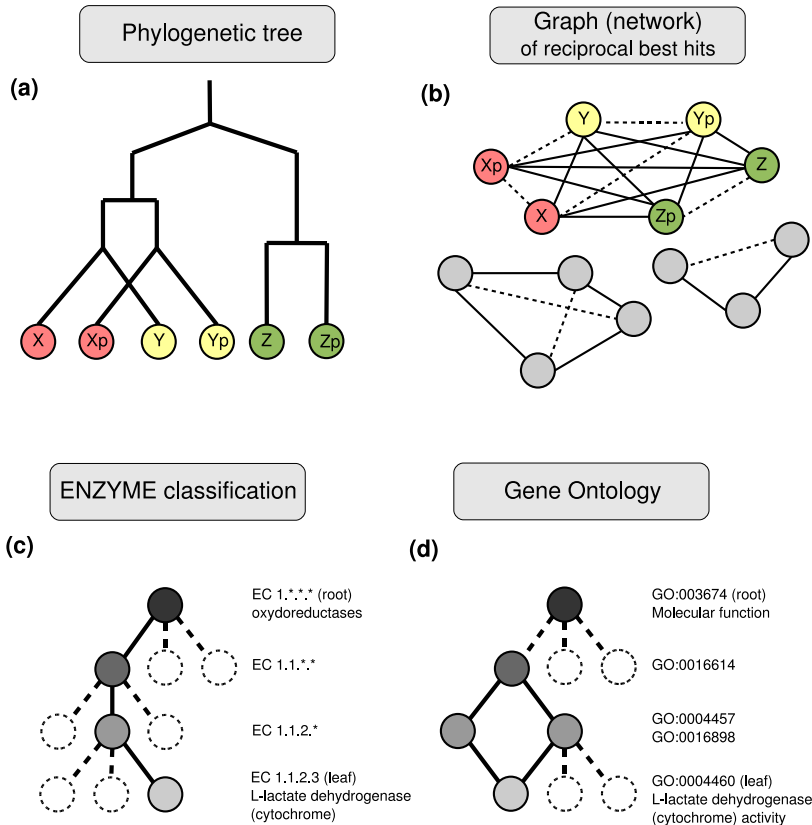 Phylogenetic tree
Graph (network)
of reciprocal best hits
(a)
(b)
Y
Yp
Xp
Z
X
Zp
X
Xp
Y
Yp
Z
Zp
ENZYME classification
Gene Ontology
(c)
(d)
EC 1.*.*.* (root)
oxydoreductases
EC 1.1.*.*
EC 1.1.2.*
EC 1.1.2.3 (leaf)
L-lactate dehydrogenase
(cytochrome)
GO:003674 (root)
Molecular function
GO:0016614
GO:0004457
GO:0016898
GO:0004460 (leaf)
L-lactate dehydrogenase
(cytochrome) activity